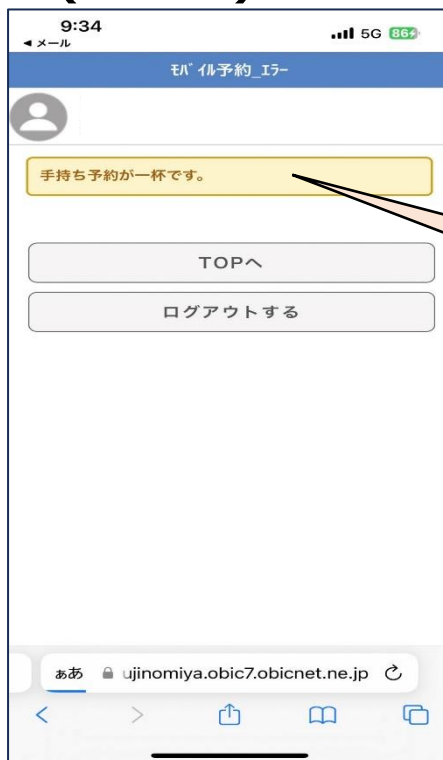 9:34
◀ メール
5G 86
ﾓﾊﾞｲﾙ予約_ｴﾗｰ
手持ち予約が一杯です。
TOPへ
ログアウトする
ぁあ ujinomiya.obic7.obicnet.ne.jp